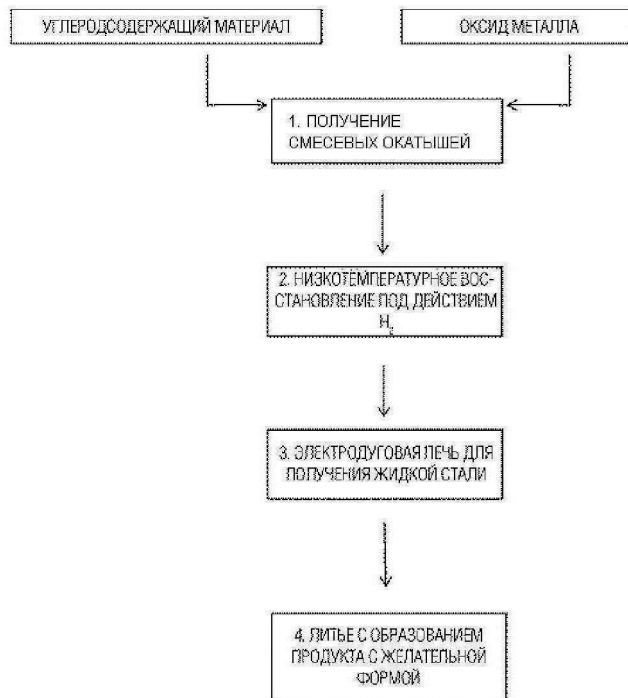 УГЛЕРОДСОДЕРЖАЩИЙ МАТЕРИАЛ
ОКСИД МЕТАЛЛА
1. ПОЛУЧЕНИЕ
СМЕСЕВЫХ ОКАТЫШЕЙ
2. НИЗКОТЕМПЕРАТУРНОЕ ВОС-
СТАНОВЛЕНИЕ ПОД ДЕЙСТВИЕМ
H₂
3. ЭЛЕКТРОДУГОВАЯ ПЕЧЬ ДЛЯ
ПОЛУЧЕНИЯ ЖИДКОЙ СТАЛИ
4. ЛИТЬЕ С ОБРАЗОВАНИЕМ
ПРОДУКТА С ЖЕЛАТЕЛЬНОЙ
ФОРМОЙ